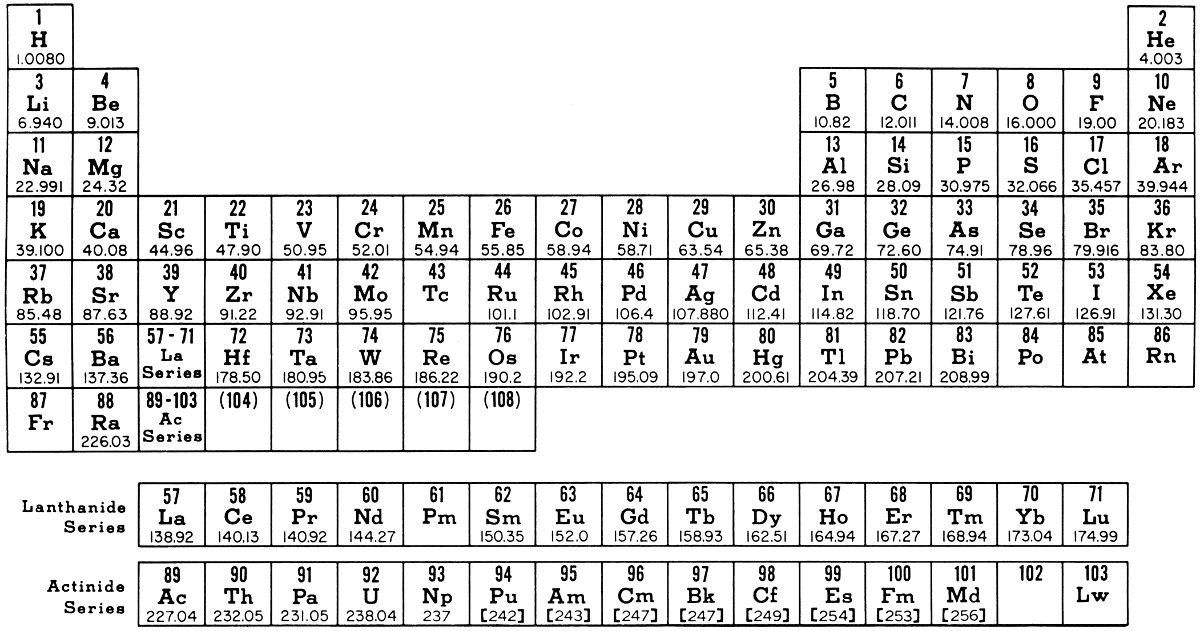 1 2
H He
1.0080 4.003
3 4 5 6 7 8 9 10
Li Be B C N O F Ne
6.940 9.013 10.82 12.011 14.008 16.000 19.00 20.183
11 12 13 14 15 16 17 18
Na Mg Al Si P S Cl Ar
22.991 24.32 26.98 28.09 30.975 32.066 35.457 39.944
19 20 21 22 23 24 25 26 27 28 29 30 31 32 33 34 35 36
K Ca Sc Ti V Cr Mn Fe Co Ni Cu Zn Ga Ge As Se Br Kr
39.100 40.08 44.96 47.90 50.95 52.01 54.94 55.85 58.94 58.71 63.54 65.38 69.72 72.60 74.91 78.96 79.916 83.80
37 38 39 40 41 42 43 44 45 46 47 48 49 50 51 52 53 54
Rb Sr Y Zr Nb Mo Tc Ru Rh Pd Ag Cd In Sn Sb Te I Xe
85.48 87.63 88.92 91.22 92.91 95.95 101.1 102.91 106.4 107.880 112.41 114.82 118.70 121.76 127.61 126.91 131.30
55 56 57-71 72 73 74 75 76 77 78 79 80 81 82 83 84 85 86
Cs Ba La Hf Ta W Re Os Ir Pt Au Hg Tl Pb Bi Po At Rn
132.91 137.36 Series 178.50 180.95 183.86 186.22 190.2 192.2 195.09 197.0 200.61 204.39 207.21 208.99
87 88 89-103 (104) (105) (106) (107) (108)
Fr Ra Ac
226.03 Series
57 58 59 60 61 62 63 64 65 66 67 68 69 70 71
Lanthanide La Ce Pr Nd Pm Sm Eu Gd Tb Dy Ho Er Tm Yb Lu
Series 138.92 140.13 140.92 144.27 150.35 152.0 157.26 158.93 162.51 164.94 167.27 168.94 173.04 174.99
89 90 91 92 93 94 95 96 97 98 99 100 101 102 103
Actinide Ac Th Pa U Np Pu Am Cm Bk Cf Es Fm Md Lw
Series 227.04 232.05 231.05 238.04 237 [242] [243] [247] [247] [249] [254] [253] [256]